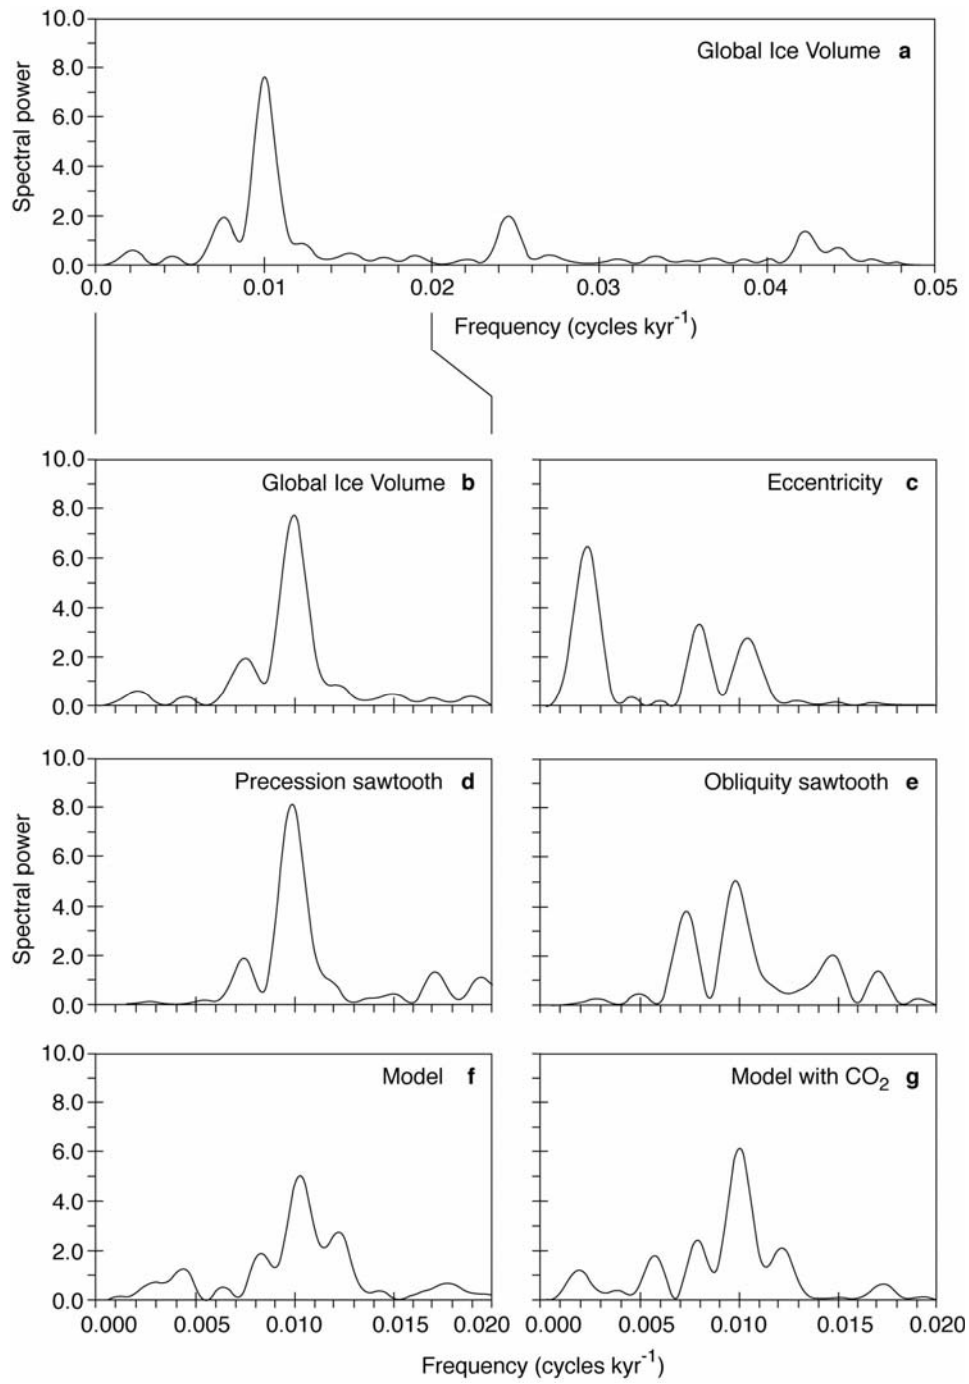 10.0
8.0
6.0
4.0
2.0
0.0
Spectral power
Global Ice Volume a
0.0 0.01 0.02 0.03 0.04 0.05
Frequency (cycles kyr-1)
10.0
8.0
6.0
4.0
2.0
0.0
Global Ice Volume b
Eccentricity c
10.0
8.0
6.0
4.0
2.0
0.0
Spectral power
Precession sawtooth d
Obliquity sawtooth e
10.0
8.0
6.0
4.0
2.0
0.0
Model f
Model with CO2 g
0.000 0.005 0.010 0.015 0.020
0.000 0.005 0.010 0.015 0.020
Frequency (cycles kyr-1)